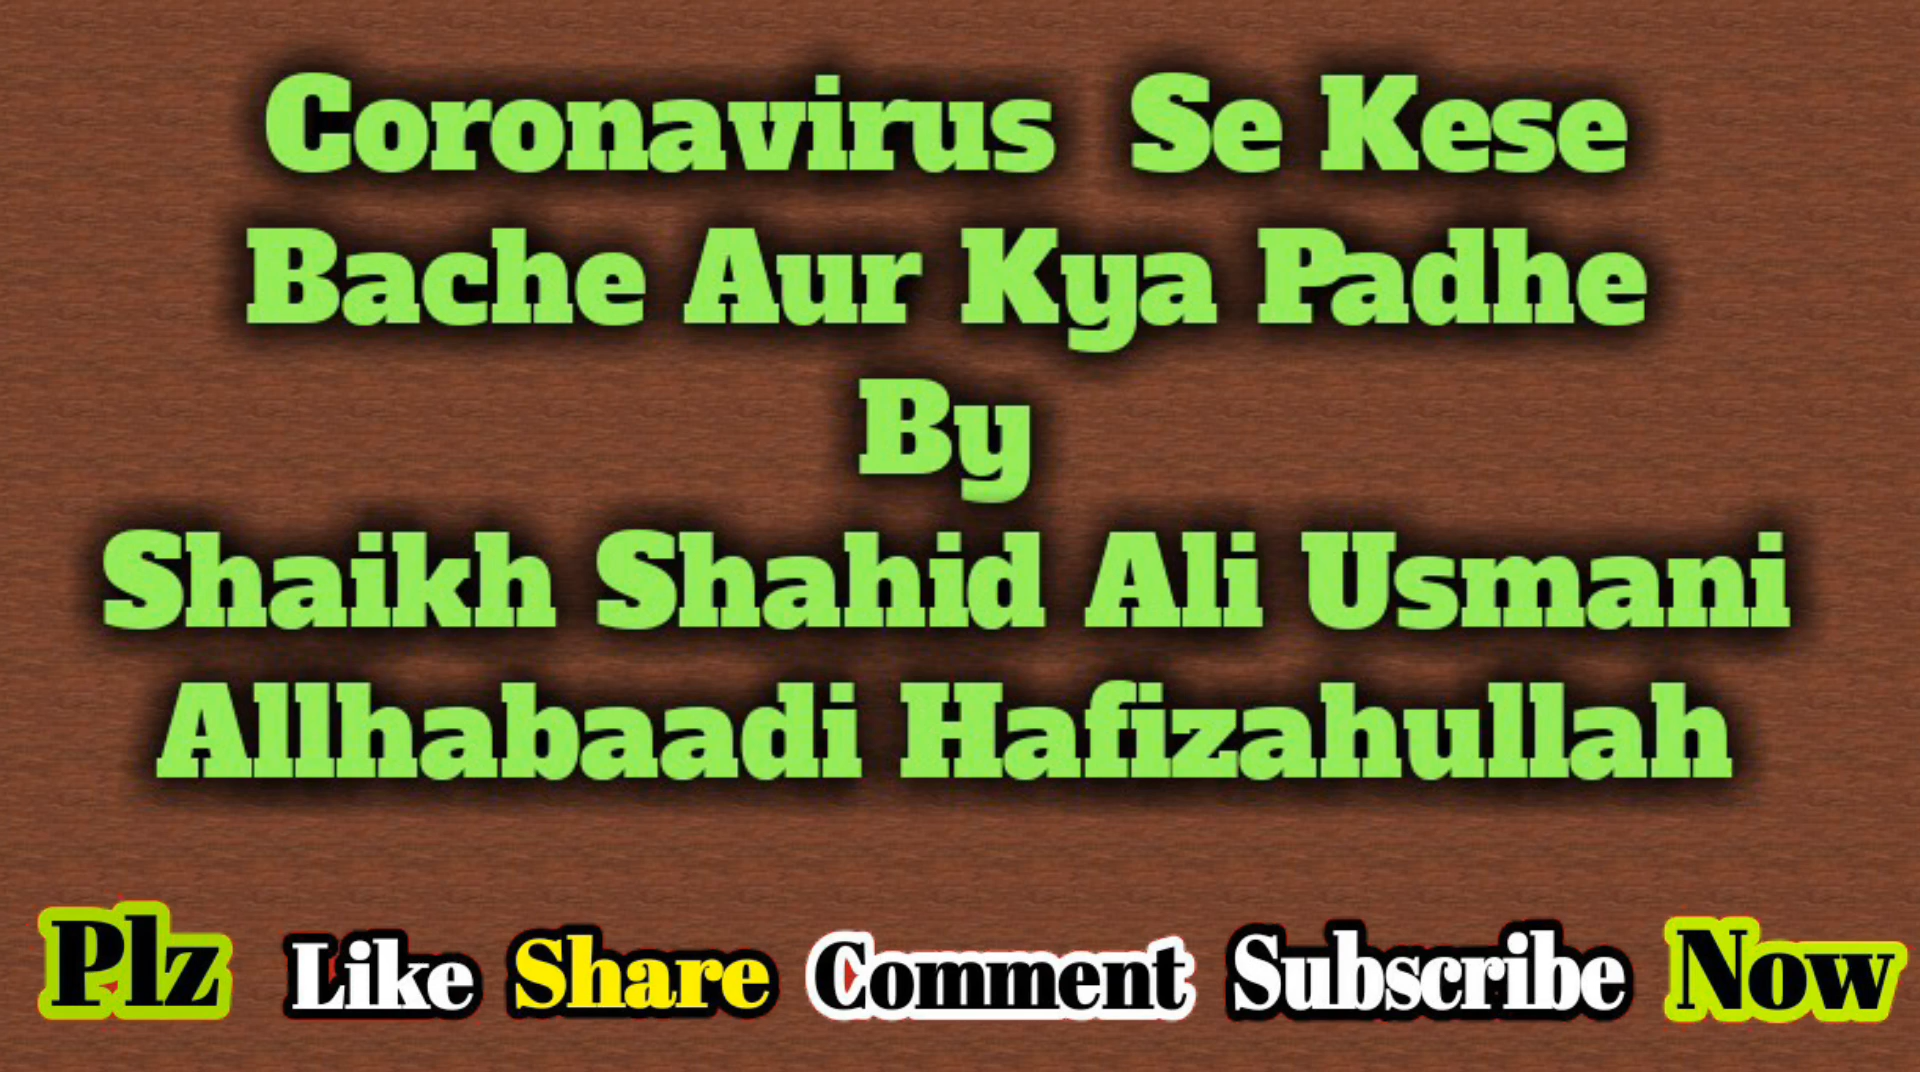 Coronavirus Se Kese
Bache Aur Kya Padhe
By
Shaikh Shahid Ali Usmani
Allhabaadi Hafizahullah
Plz Like Share Comment Subscribe Now